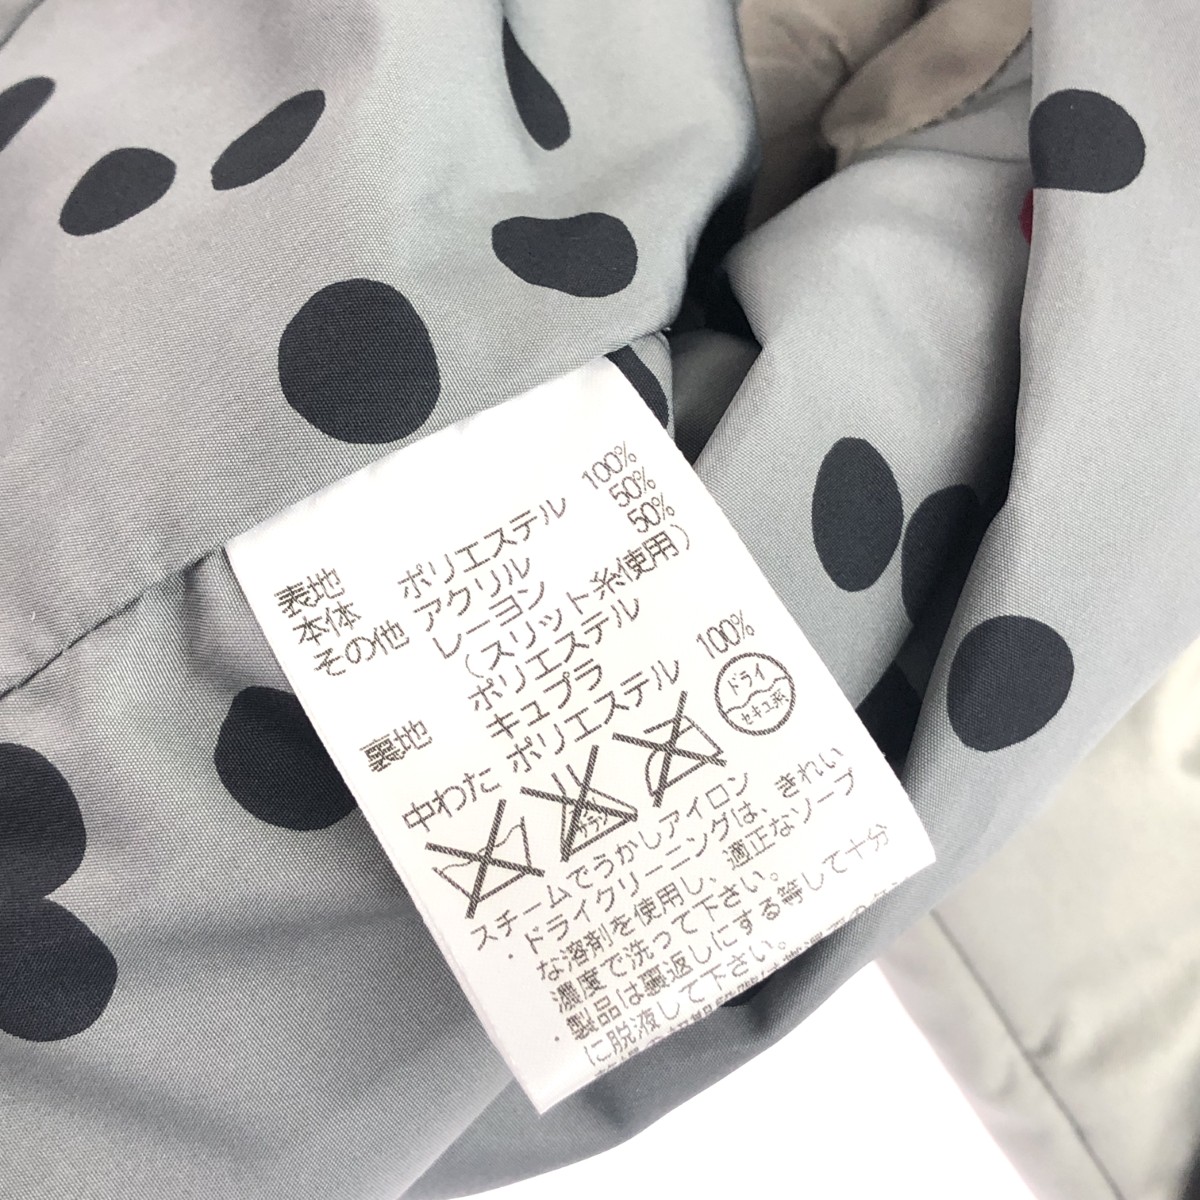 表地
本体 ポリエステル 100%
その他 アクリル 50%
レーヨン 50%
(スリット糸使用)
裏地 ポリエステル
キュプラ
中わた ポリエステル 100%
ドライ
セキユ系
スチームでうかしアイロン
・ドライクリーニングは、きれい
な溶剤を使用し、適正なソープ
濃度で洗って下さい。
・製品は裏返しにする等して十分
に脱液して下さい。